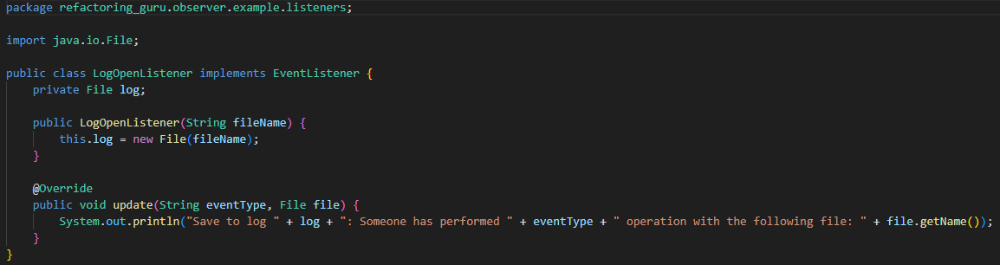 package refactoring_guru.observer.example.listeners;
import java.io.File;
public class LogOpenListener implements EventListener {
private File log;
public LogOpenListener(String fileName) {
this.log = new File(fileName);
}
@Override
public void update(String eventType, File file) {
System.out.println("Save to log " + log + ": Someone has performed " + eventType + " operation with the following file: " + file.getName());
}
}